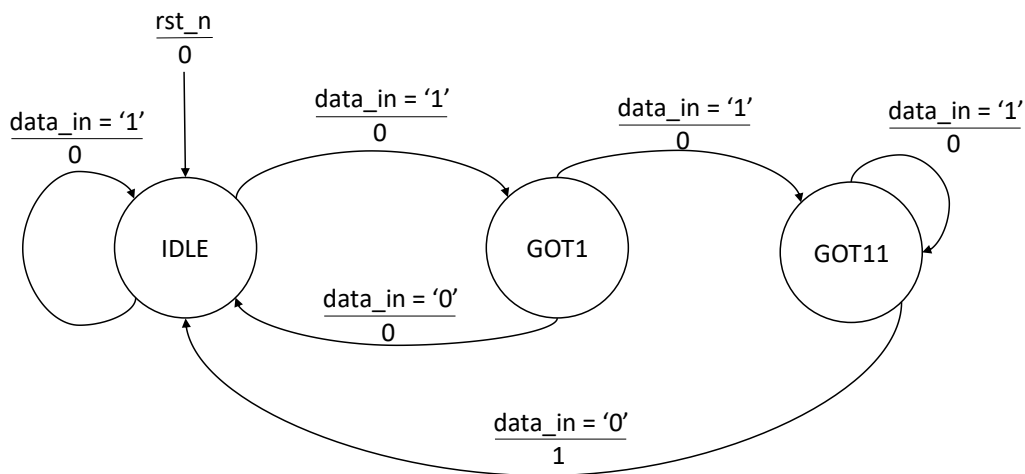 rst_n
0
data_in = ‘1’
0
data_in = ‘1’
0
data_in = ‘1’
0
data_in = ‘1’
0
IDLE
GOT1
GOT11
data_in = ‘0’
0
data_in = ‘0’
1